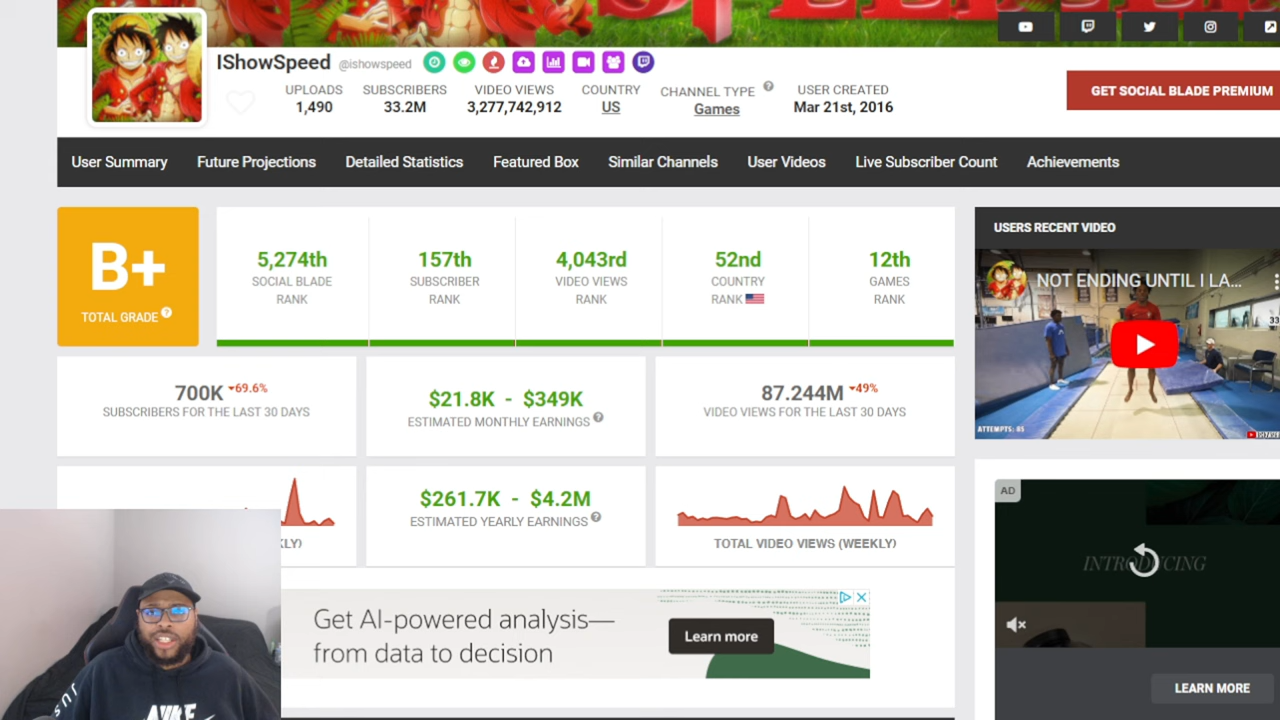 IShowSpeed @ishowspeed
UPLOADS
1,490
SUBSCRIBERS
33.2M
VIDEO VIEWS
3,277,742,912
COUNTRY
US
CHANNEL TYPE ?
Games
USER CREATED
Mar 21st, 2016
GET SOCIAL BLADE PREMIUM
User Summary Future Projections Detailed Statistics Featured Box Similar Channels User Videos Live Subscriber Count Achievements
B+
TOTAL GRADE ?
5,274th
SOCIAL BLADE
RANK
157th
SUBSCRIBER
RANK
4,043rd
VIDEO VIEWS
RANK
52nd
COUNTRY
RANK
12th
GAMES
RANK
USERS RECENT VIDEO
NOT ENDING UNTIL I LA...
ATTEMPTS: 85
700K -69.6%
SUBSCRIBERS FOR THE LAST 30 DAYS
$21.8K - $349K
ESTIMATED MONTHLY EARNINGS ?
87.244M -49%
VIDEO VIEWS FOR THE LAST 30 DAYS
KLY)
$261.7K - $4.2M
ESTIMATED YEARLY EARNINGS ?
TOTAL VIDEO VIEWS (WEEKLY)
AD
INTRODUCING
Get AI-powered analysis—
from data to decision
Learn more
LEARN MORE